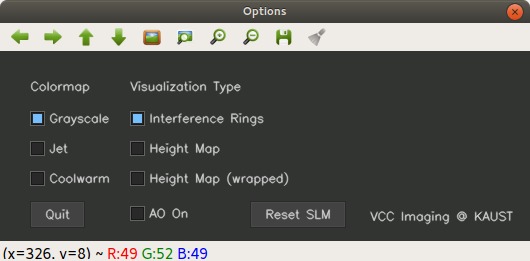 Options
Colormap Visualization Type
Grayscale Interference Rings
Jet Height Map
Coolwarm Height Map (wrapped)
Quit AO On Reset SLM VCC Imaging @ KAUST
(x=326, y=8) ~ R:49 G:52 B:49